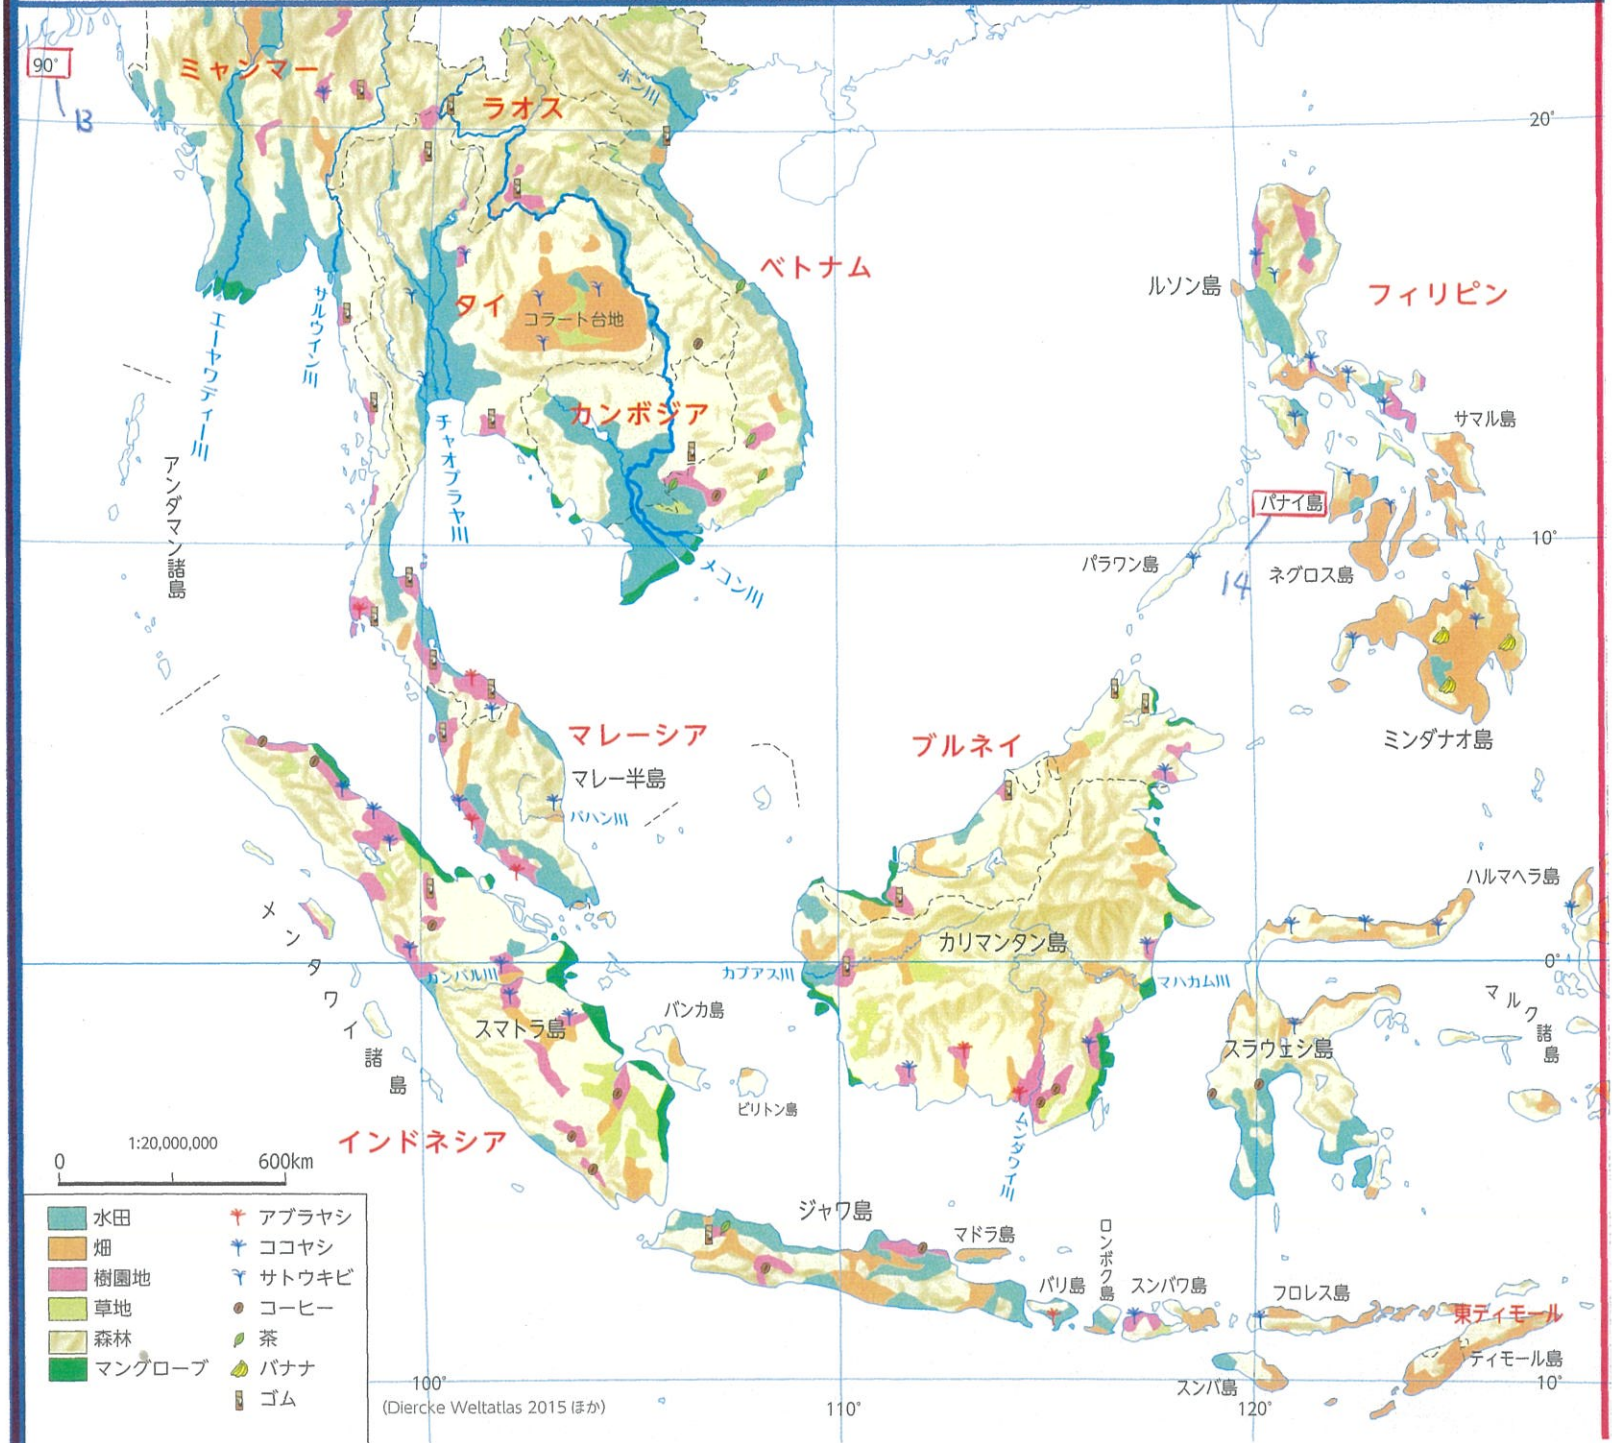 ミャンマー
90°
13
ラオス
ホン川
20°
ベトナム
タイ
コラート台地
ルソン島
フィリピン
エーヤワディー川
サルウィン川
カンボジア
チャオプラヤ川
サマル島
アンダマン諸島
パナイ島
14
10°
メコン川
パラワン島
ネグロス島
マレーシア
ブルネイ
ミンダナオ島
マレー半島
パハン川
ハルマヘラ島
メンタワイ諸島
カリマンタン島
カンパル川
カプアス川
0°
マハカム川
マルク諸島
バンカ島
スマトラ島
スラウェシ島
ビリトン島
インドネシア
ムンダワイ川
1:20,000,000
0 600km
ジャワ島
マドラ島
ロンボク島
バリ島
スンバワ島
フロレス島
東ティモール
ティモール島
スンバ島
水田
畑
樹園地
草地
森林
マングローブ
アブラヤシ
ココヤシ
サトウキビ
コーヒー
茶
バナナ
ゴム
100°
110°
120°
10°
(Diercke Weltatlas 2015 ほか)